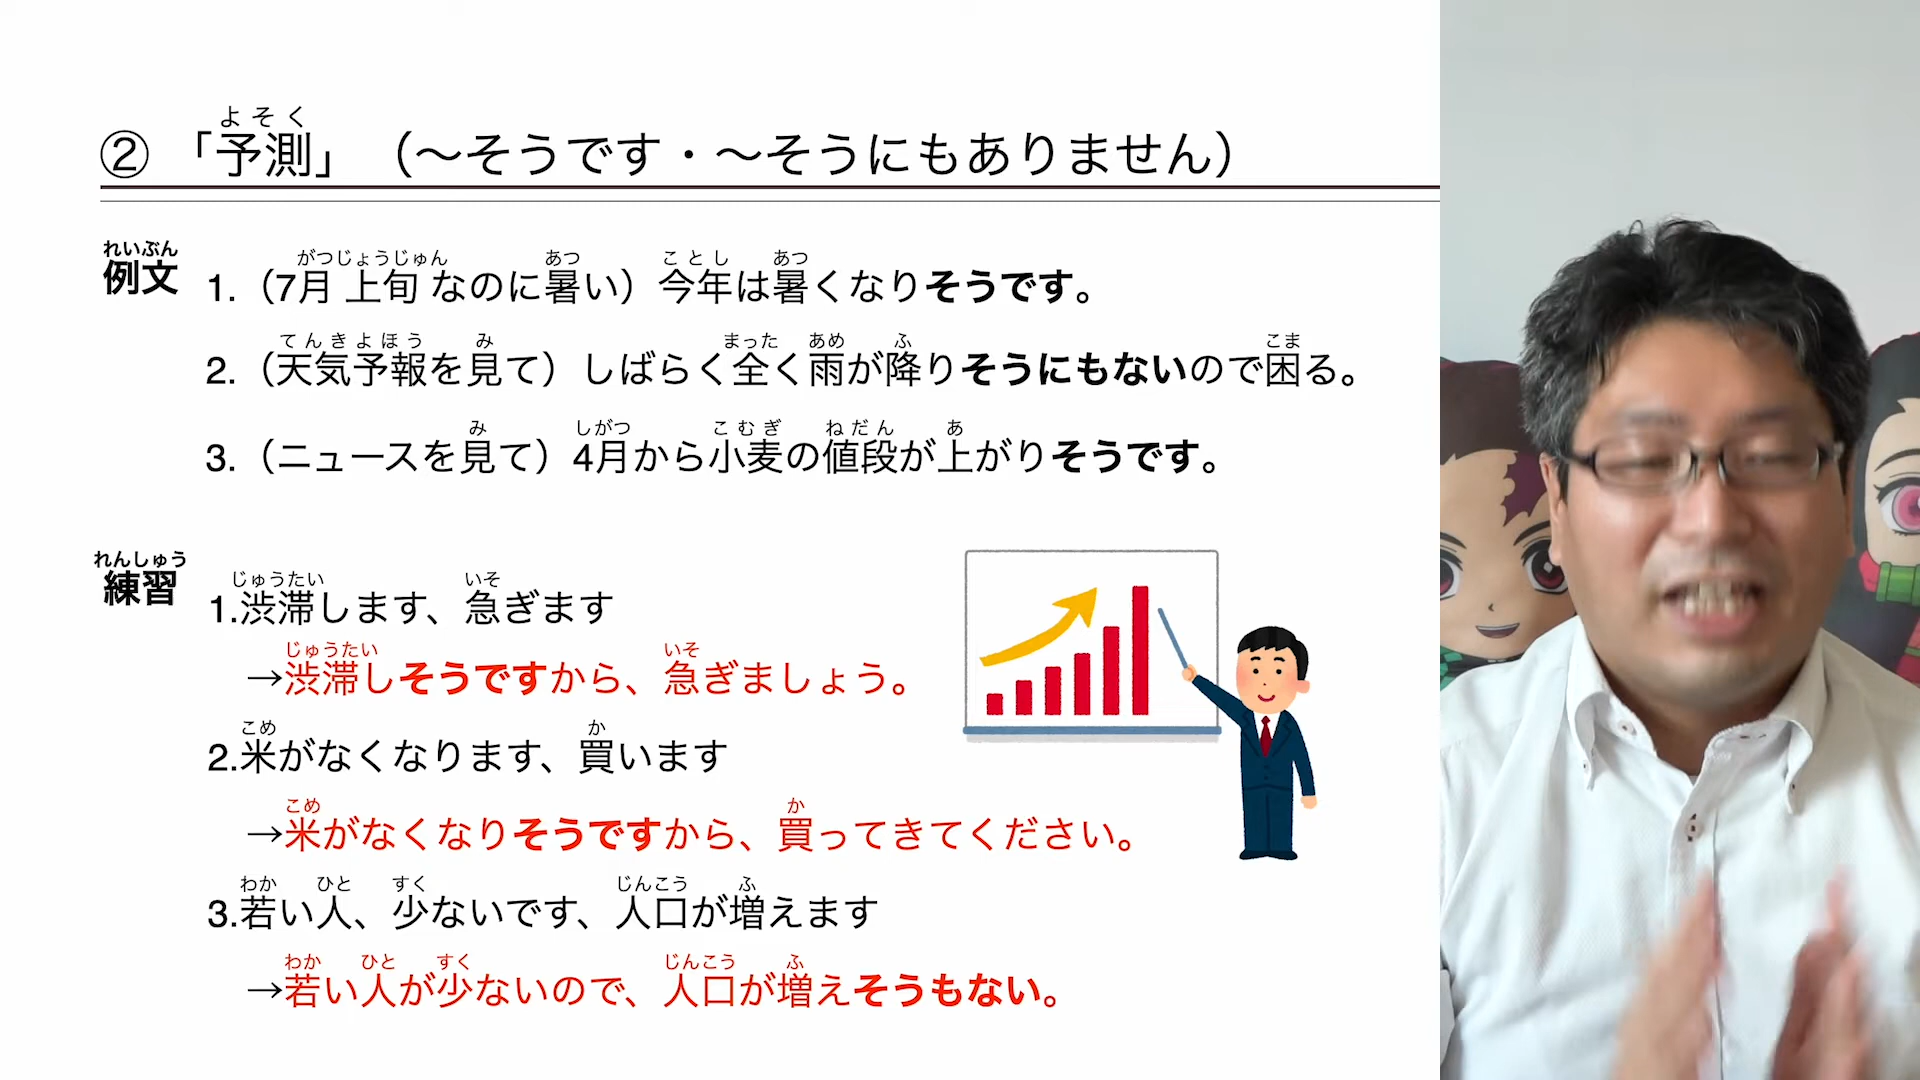 よそく
② 「予測」（～そうです・～そうにもありません）
れいぶん
例文
がつじょうじゅん あつ ことし あつ
1.（7月 上旬 なのに暑い）今年は暑くなりそうです。
てんきよほう み まった あめ ふ こま
2.（天気予報を見て）しばらく全く雨が降りそうにもないので困る。
み しがつ こむぎ ねだん あ
3.（ニュースを見て）4月から小麦の値段が上がりそうです。
れんしゅう
練習
じゅうたい いそ
1.渋滞します、急ぎます
じゅうたい いそ
→渋滞しそうですから、急ぎましょう。
こめ か
2.米がなくなります、買います
こめ か
→米がなくなりそうですから、買ってきてください。
わか ひと すく じんこう ふ
3.若い人、少ないです、人口が増えます
わか ひと すく じんこう ふ
→若い人が少ないので、人口が増えそうもない。